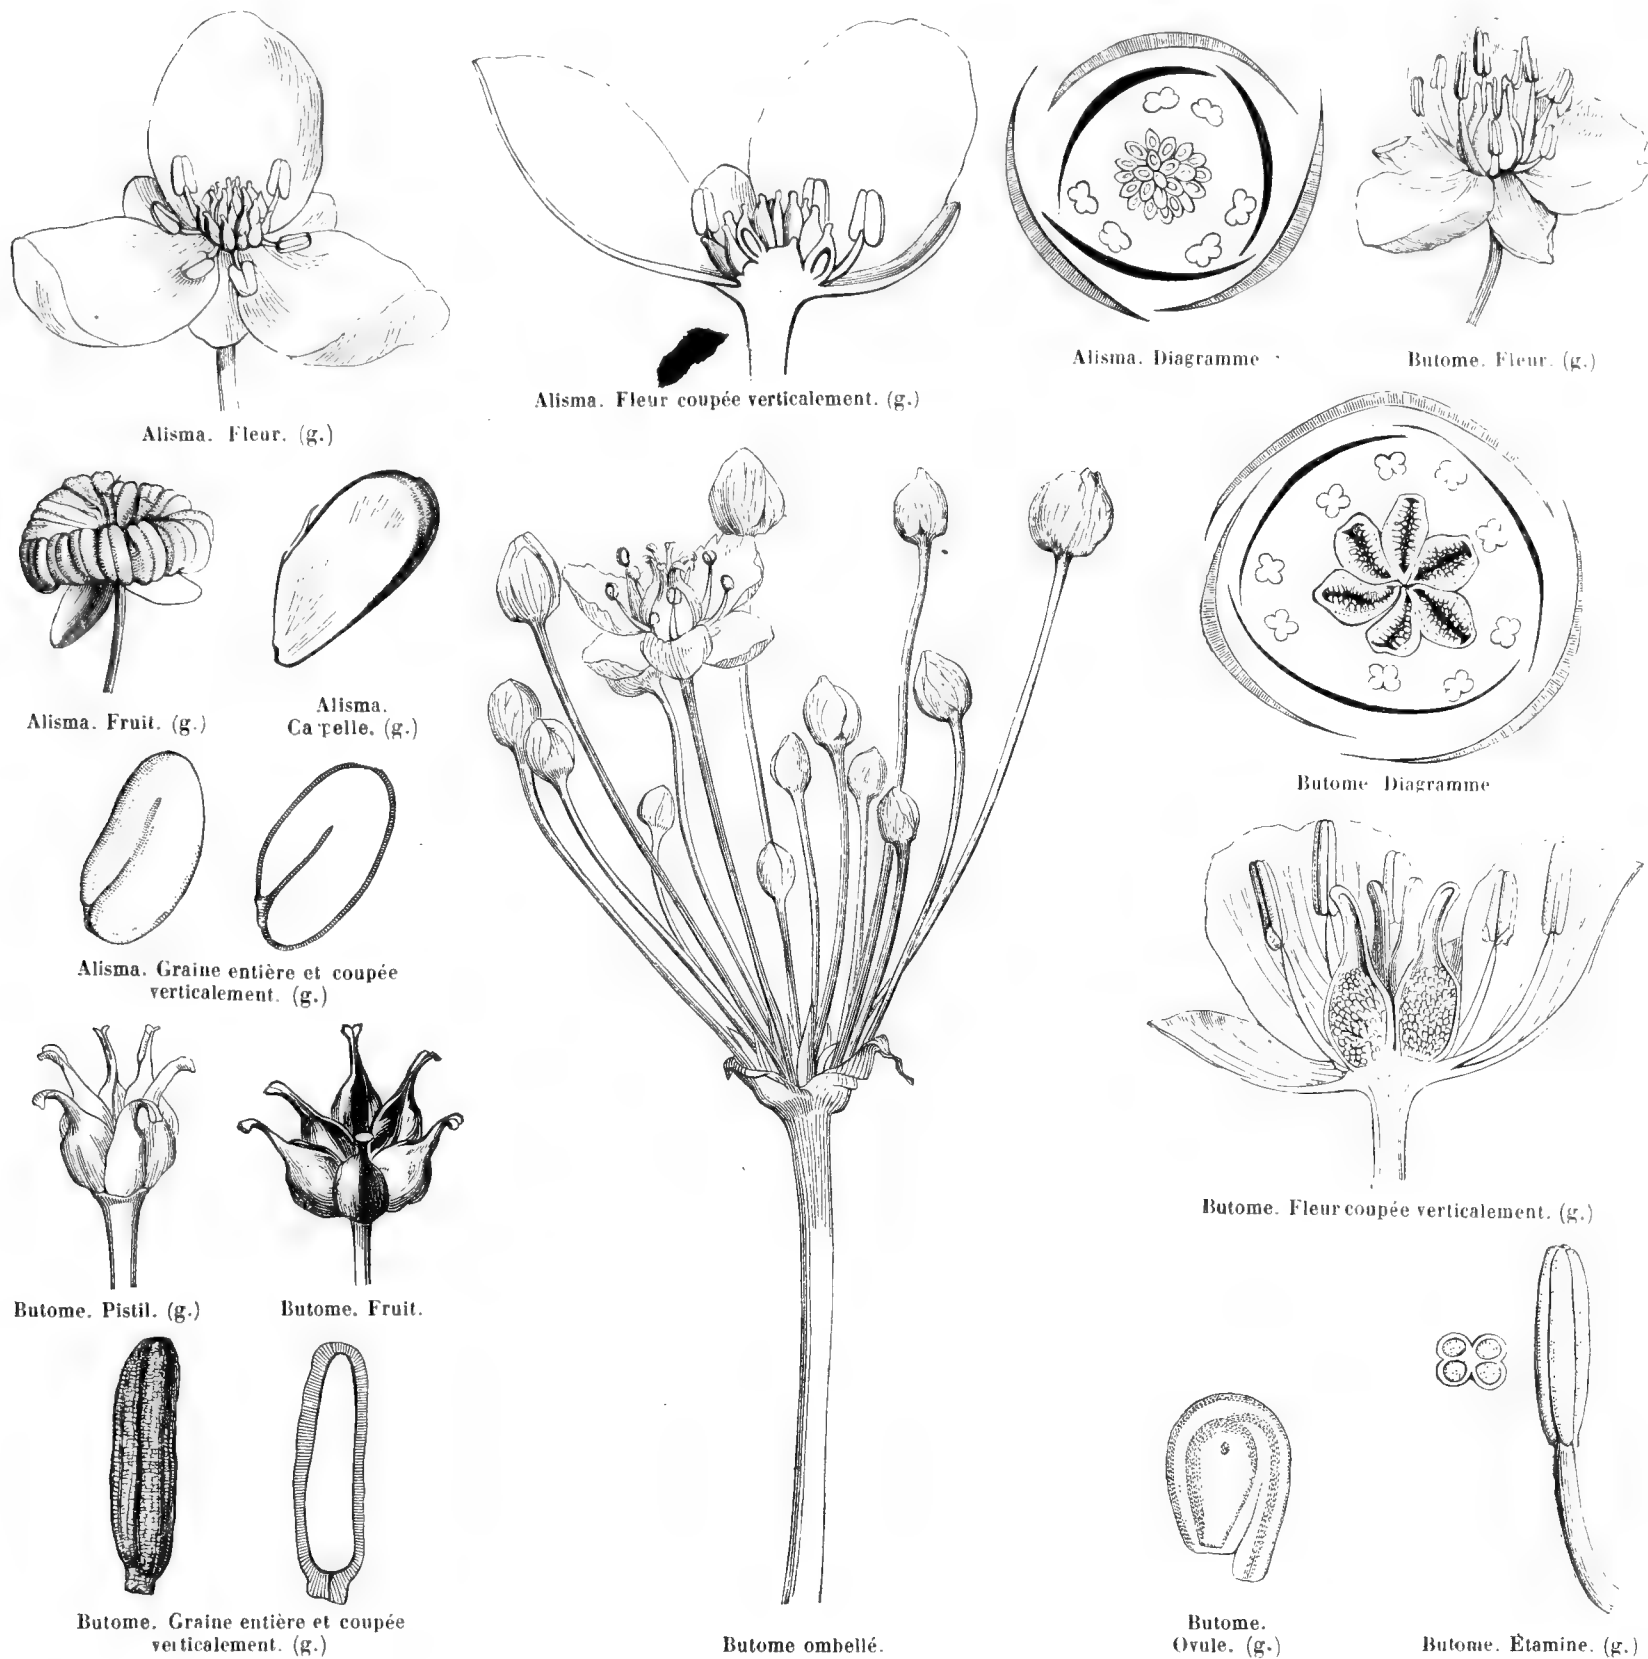 Alisma. Diagramme
Butome. Fleur. (g.)
Alisma. Fleur coupée verticalement. (g.)
Alisma. Fleur. (g.)
Alisma. Fruit. (g.)
Alisma.
Carpelle. (g.)
Butome Diagramme
Alisma. Graine entière et coupée
verticalement. (g.)
Butome. Fleur coupée verticalement. (g.)
Butome. Pistil. (g.)
Butome. Fruit.
Butome. Graine entière et coupée
verticalement. (g.)
Butome ombellé.
Butome.
Ovule. (g.)
Butome. Étamine. (g.)